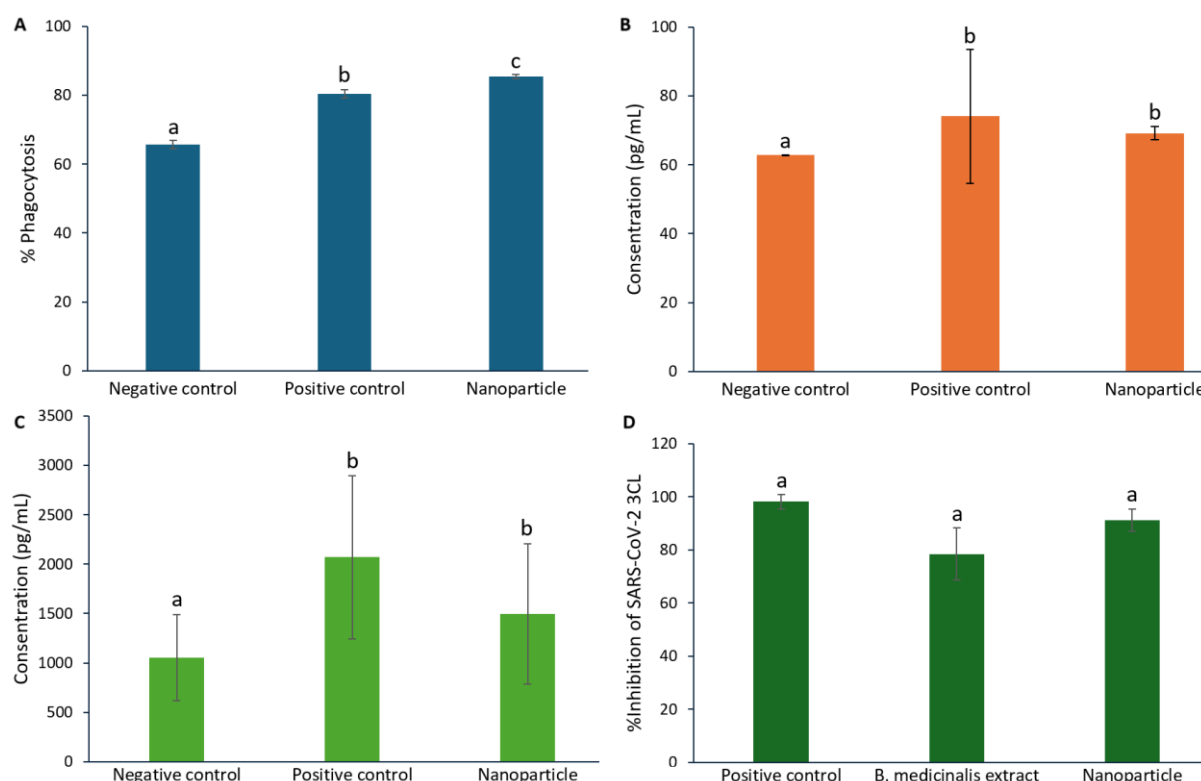 A
% Phagocytosis
100
80
60
40
20
0
a
b
c
Negative control
Positive control
Nanoparticle
B
Consentration (pg/mL)
100
80
60
40
20
0
a
b
b
Negative control
Positive control
Nanoparticle
C
Consentration (pg/mL)
3500
3000
2500
2000
1500
1000
500
0
a
b
b
Negative control
Positive control
Nanoparticle
D
%Inhibition of SARS-CoV-2 3CL
120
100
80
60
40
20
0
a
a
a
Positive control
B. medicinalis extract
Nanoparticle